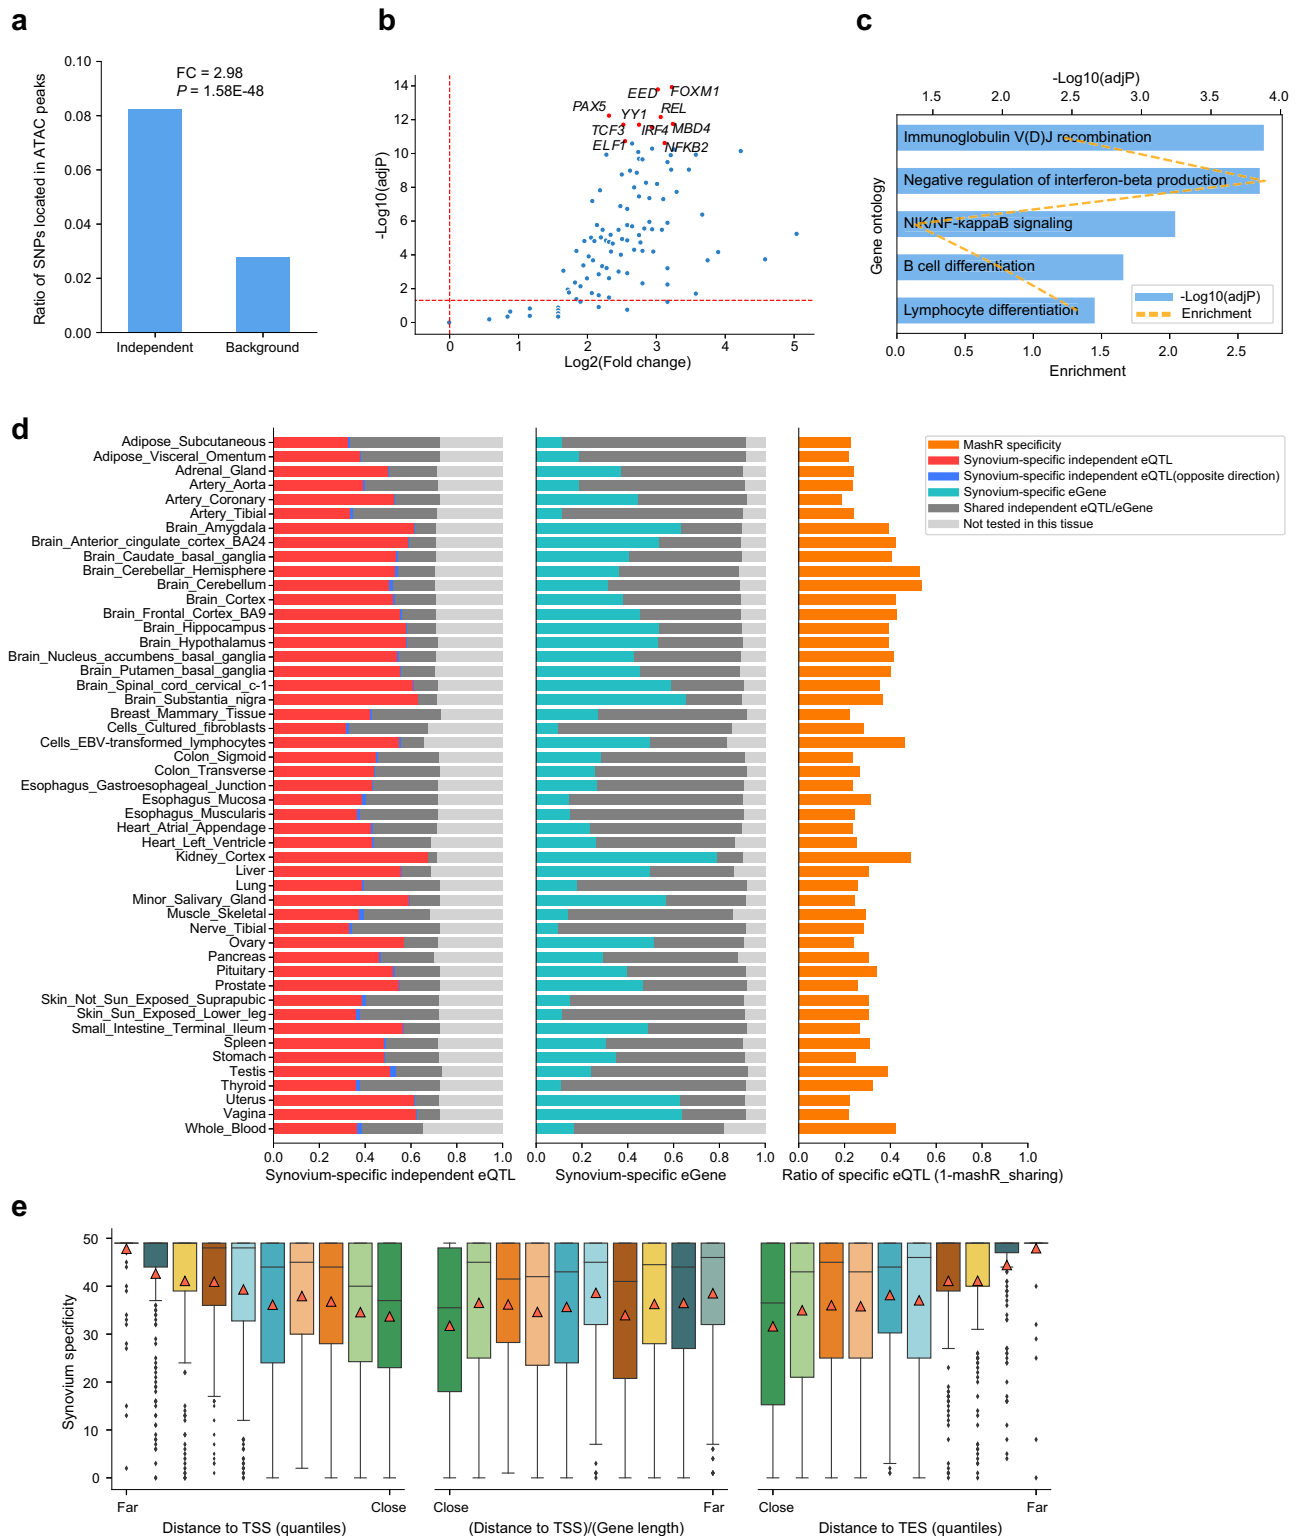 a
b
c
FC = 2.98
P = 1.58E-48
Ratio of SNPs located in ATAC peaks
0.10
0.08
0.06
0.04
0.02
0.00
Independent
Background
-Log10(adjP)
14
12
10
8
6
4
2
0
EED
FOXM1
PAX5
YY1
REL
TCF3
IRF4
MBD4
ELF1
NFKB2
0
1
2
3
4
5
Log2(Fold change)
-Log10(adjP)
1.5
2.0
2.5
3.0
3.5
4.0
Gene ontology
Immunoglobulin V(D)J recombination
Negative regulation of interferon-beta production
NIK/NF-kappaB signaling
B cell differentiation
Lymphocyte differentiation
-Log10(adjP)
Enrichment
0.0
0.5
1.0
1.5
2.0
2.5
Enrichment
d
Adipose_Subcutaneous
Adipose_Visceral_Omentum
Adrenal_Gland
Artery_Aorta
Artery_Coronary
Artery_Tibial
Brain_Amygdala
Brain_Anterior_cingulate_cortex_BA24
Brain_Caudate_basal_ganglia
Brain_Cerebellar_Hemisphere
Brain_Cerebellum
Brain_Cortex
Brain_Frontal_Cortex_BA9
Brain_Hippocampus
Brain_Hypothalamus
Brain_Nucleus_accumbens_basal_ganglia
Brain_Putamen_basal_ganglia
Brain_Spinal_cord_cervical_c-1
Brain_Substantia_nigra
Breast_Mammary_Tissue
Cells_Cultured_fibroblasts
Cells_EBV-transformed_lymphocytes
Colon_Sigmoid
Colon_Transverse
Esophagus_Gastroesophageal_Junction
Esophagus_Mucosa
Esophagus_Muscularis
Heart_Atrial_Appendage
Heart_Left_Ventricle
Kidney_Cortex
Liver
Lung
Minor_Salivary_Gland
Muscle_Skeletal
Nerve_Tibial
Ovary
Pancreas
Pituitary
Prostate
Skin_Not_Sun_Exposed_Suprapubic
Skin_Sun_Exposed_Lower_leg
Small_Intestine_Terminal_Ileum
Spleen
Stomach
Testis
Thyroid
Uterus
Vagina
Whole_Blood
0.0 0.2 0.4 0.6 0.8 1.0
Synovium-specific independent eQTL
0.0 0.2 0.4 0.6 0.8 1.0
Synovium-specific eGene
0.0 0.2 0.4 0.6 0.8 1.0
Ratio of specific eQTL (1-mashR_sharing)
MashR specificity
Synovium-specific independent eQTL
Synovium-specific independent eQTL(opposite direction)
Synovium-specific eGene
Shared independent eQTL/eGene
Not tested in this tissue
e
Synovium specificity
50
40
30
20
10
0
Far
Close
Distance to TSS (quantiles)
Close
Far
(Distance to TSS)/(Gene length)
Close
Far
Distance to TES (quantiles)